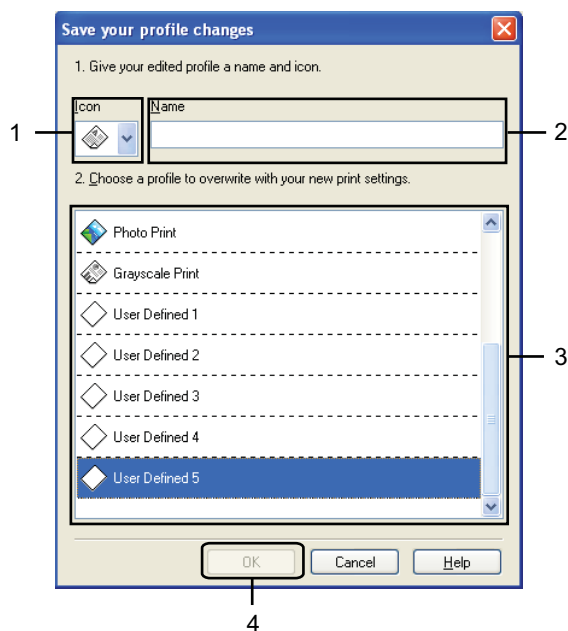 Save your profile changes
1. Give your edited profile a name and icon.
Icon Name
1 2
2. Choose a profile to overwrite with your new print settings.
Photo Print
Grayscale Print
User Defined 1
User Defined 2
3
User Defined 3
User Defined 4
User Defined 5
OK Cancel Help
4